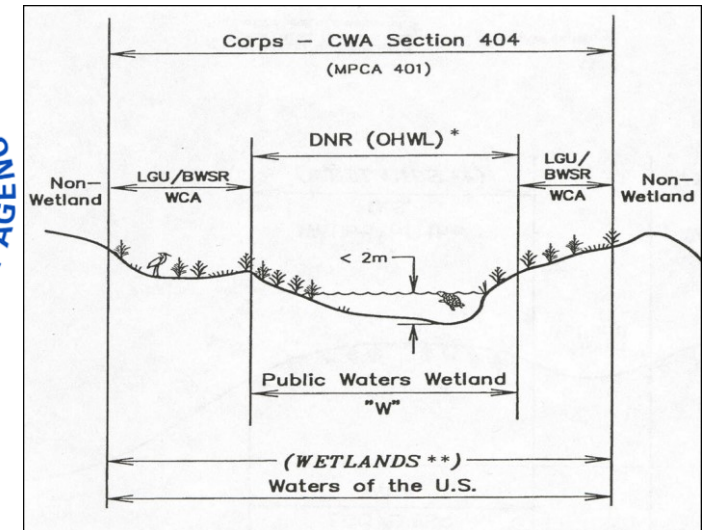 AGENC
Corps – CWA Section 404
(MPCA 401)
DNR (OHWL) *
LGU/BWSR
WCA
LGU/
BWSR
WCA
Non–
Wetland
Non–
Wetland
< 2m
Public Waters Wetland
"W"
(WETLANDS **)
Waters of the U.S.